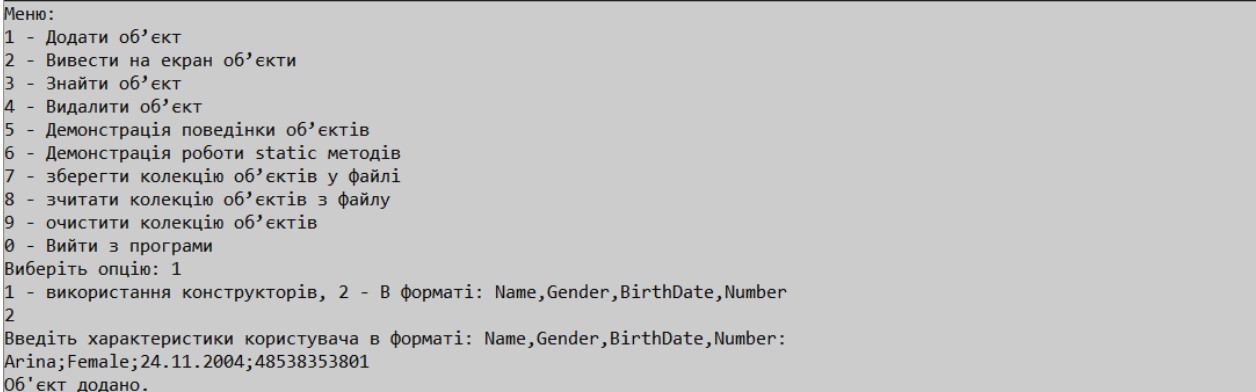 Меню:
1 - Додати об’єкт
2 - Вивести на екран об’єкти
3 - Знайти об’єкт
4 - Видалити об’єкт
5 - Демонстрація поведінки об’єктів
6 - Демонстрація роботи static методів
7 - зберегти колекцію об’єктів у файлі
8 - зчитати колекцію об’єктів з файлу
9 - очистити колекцію об’єктів
0 - Вийти з програми
Виберіть опцію: 1
1 - використання конструкторів, 2 - В форматі: Name,Gender,BirthDate,Number
2
Введіть характеристики користувача в форматі: Name,Gender,BirthDate,Number:
Arina;Female;24.11.2004;48538353801
Об'єкт додано.